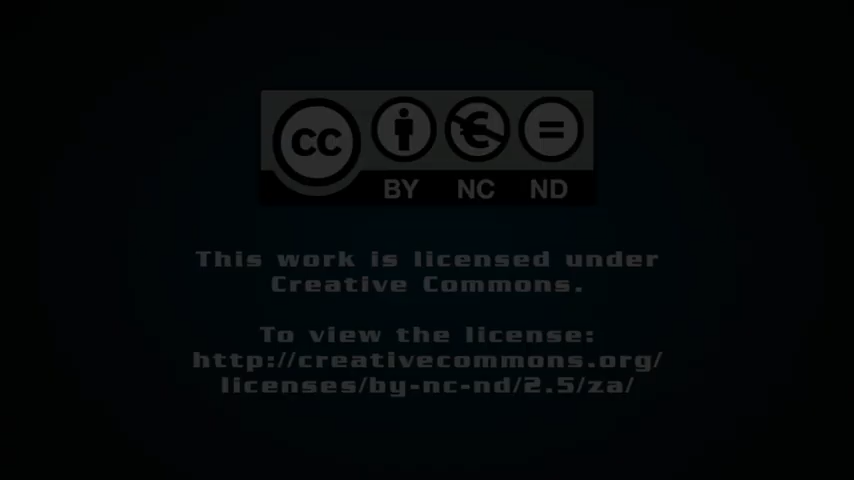 CC
BY NC ND
This work is licensed under
Creative Commons.
To view the license:
http://creativecommons.org/
licenses/by-nc-nd/2.5/za/